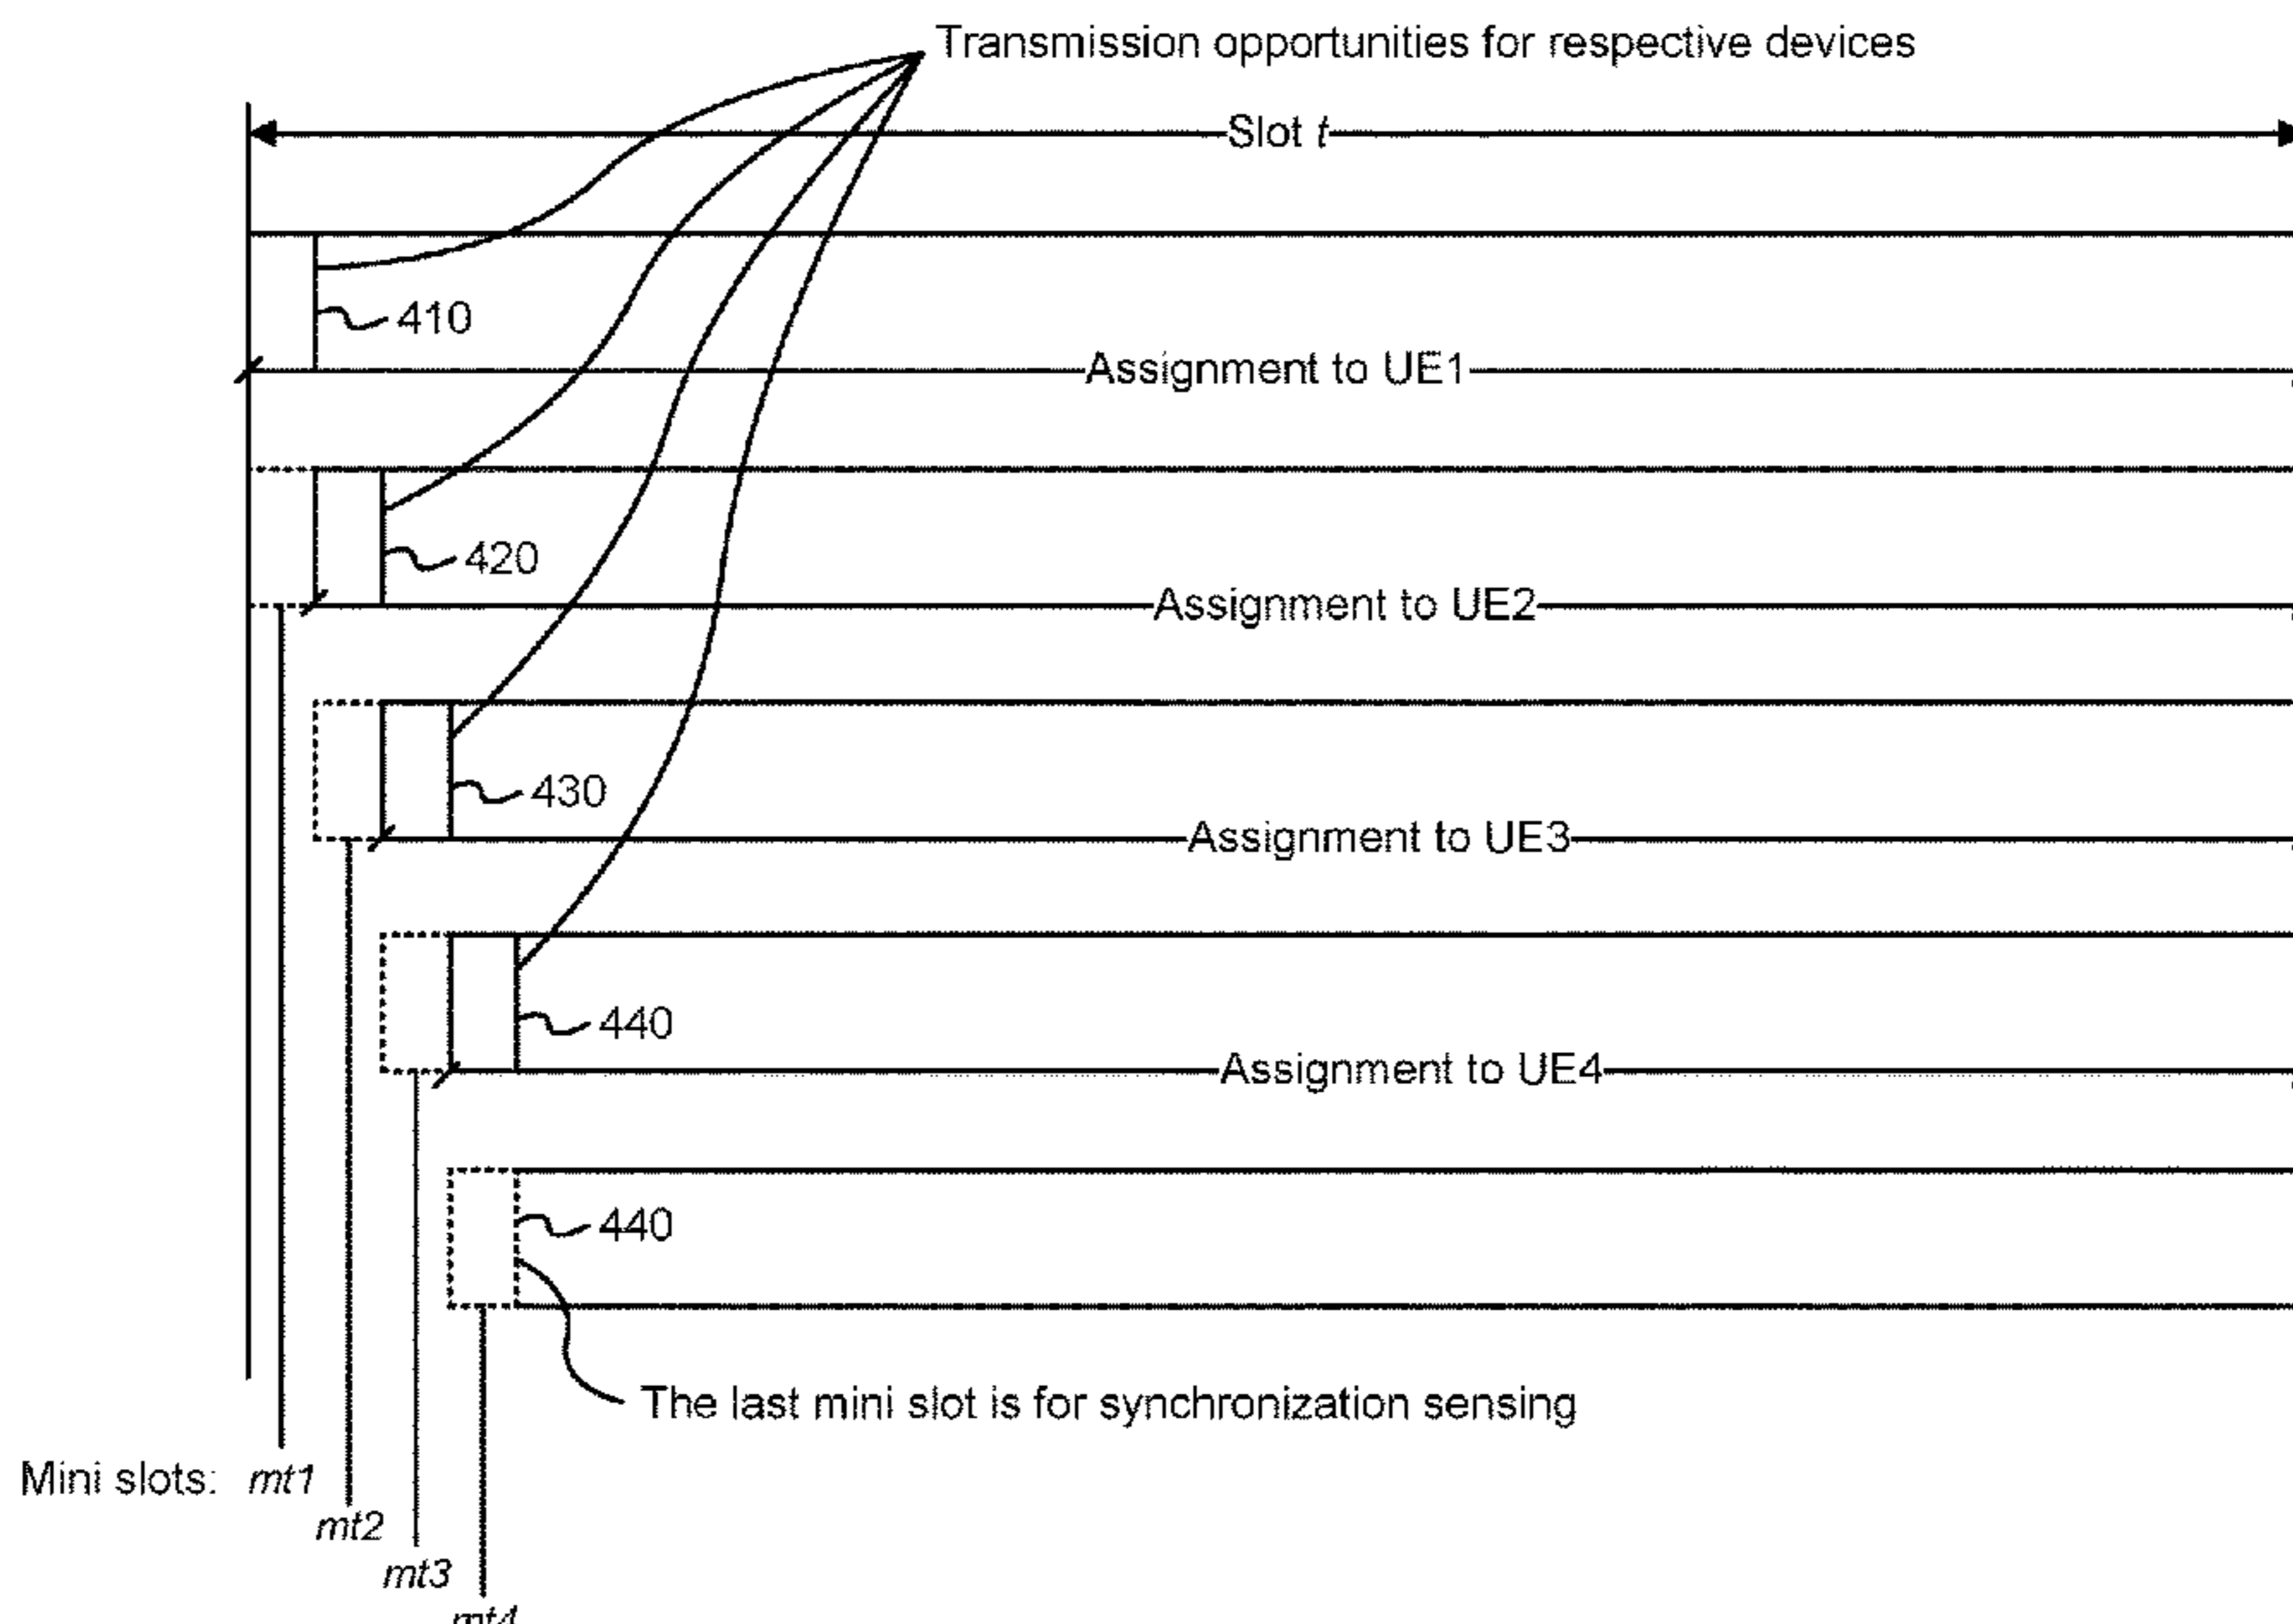 Transmission opportunities for respective devices
Slot t
410
Assignment to UE1
420
Assignment to UE2
430
Assignment to UE3
440
Assignment to UE4
440
The last mini slot is for synchronization sensing
Mini slots: mt1
mt2
mt3
mt4